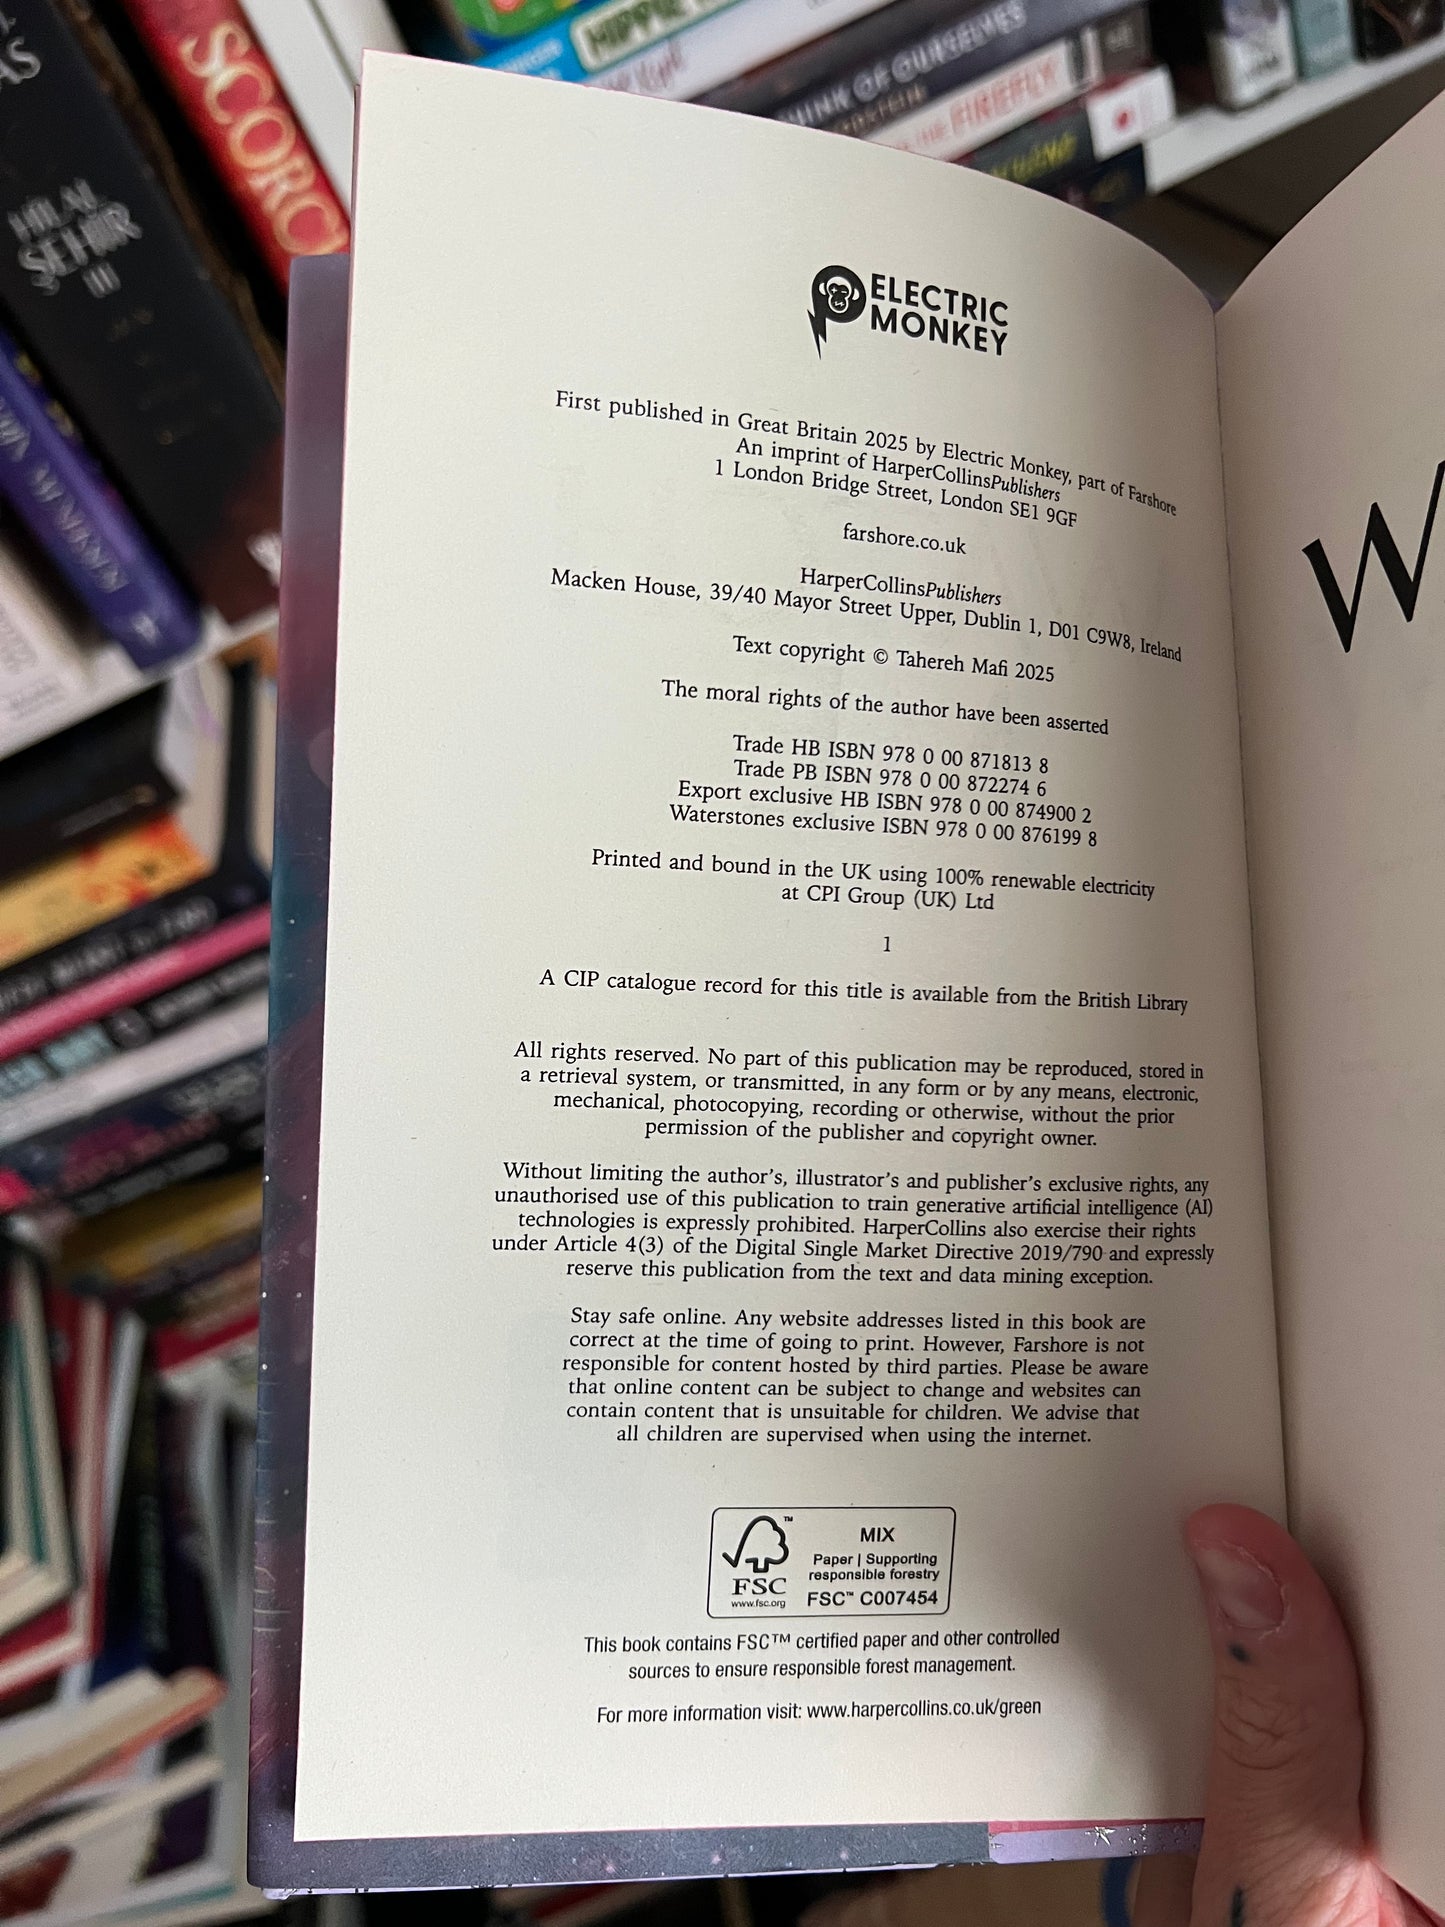 SCORC
HİLAL
ŞEHİR
III
HIPPIE
THINK OF OURSELVES
FIREFLY
ELECTRIC
MONKEY
First published in Great Britain 2025 by Electric Monkey, part of Farshore
An imprint of HarperCollinsPublishers
1 London Bridge Street, London SE1 9GF
farshore.co.uk
HarperCollinsPublishers
Macken House, 39/40 Mayor Street Upper, Dublin 1, D01 C9W8, Ireland
Text copyright © Tahereh Mafi 2025
The moral rights of the author have been asserted
Trade HB ISBN 978 0 00 871813 8
Trade PB ISBN 978 0 00 872274 6
Export exclusive HB ISBN 978 0 00 874900 2
Waterstones exclusive ISBN 978 0 00 876199 8
Printed and bound in the UK using 100% renewable electricity
at CPI Group (UK) Ltd
1
A CIP catalogue record for this title is available from the British Library
All rights reserved. No part of this publication may be reproduced, stored in
a retrieval system, or transmitted, in any form or by any means, electronic,
mechanical, photocopying, recording or otherwise, without the prior
permission of the publisher and copyright owner.
Without limiting the author's, illustrator's and publisher's exclusive rights, any
unauthorised use of this publication to train generative artificial intelligence (AI)
technologies is expressly prohibited. HarperCollins also exercise their rights
under Article 4(3) of the Digital Single Market Directive 2019/790 and expressly
reserve this publication from the text and data mining exception.
Stay safe online. Any website addresses listed in this book are
correct at the time of going to print. However, Farshore is not
responsible for content hosted by third parties. Please be aware
that online content can be subject to change and websites can
contain content that is unsuitable for children. We advise that
all children are supervised when using the internet.
TM
FSC
www.fsc.org
MIX
Paper | Supporting
responsible forestry
FSC™ C007454
This book contains FSC™ certified paper and other controlled
sources to ensure responsible forest management.
For more information visit: www.harpercollins.co.uk/green
W